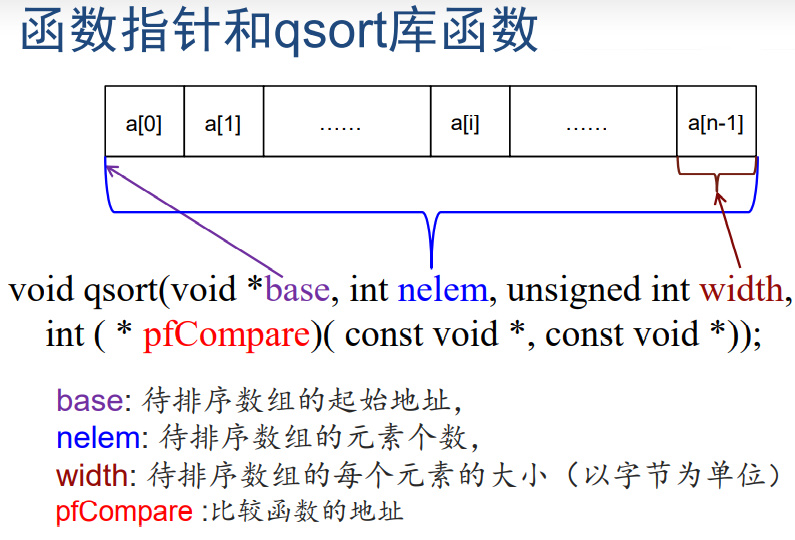 函数指针和qsort库函数
a[0] a[1] …… a[i] …… a[n-1]
void qsort(void *base, int nelem, unsigned int width,
int ( * pfCompare)( const void *, const void *));
base: 待排序数组的起始地址，
nelem: 待排序数组的元素个数，
width: 待排序数组的每个元素的大小（以字节为单位）
pfCompare :比较函数的地址